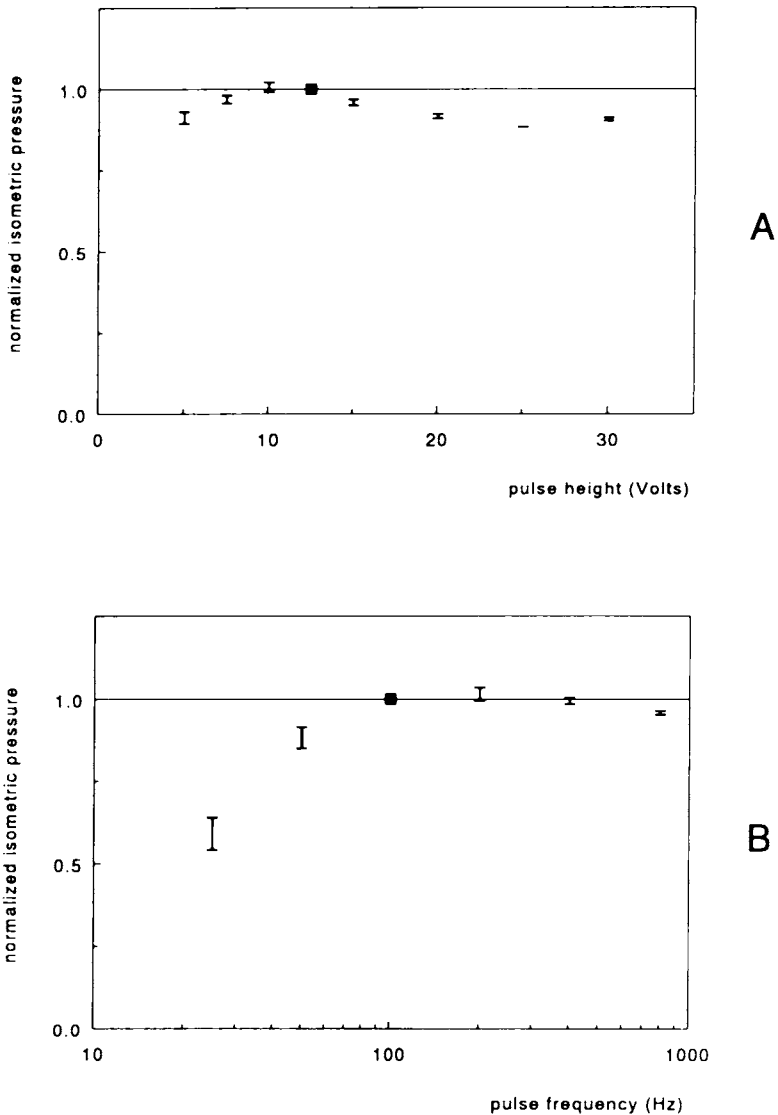 normalized isometric pressure
1.0
0.5
0.0
0
10
20
30
pulse height (Volts)
A
normalized isometric pressure
1.0
0.5
0.0
10
100
1000
pulse frequency (Hz)
B